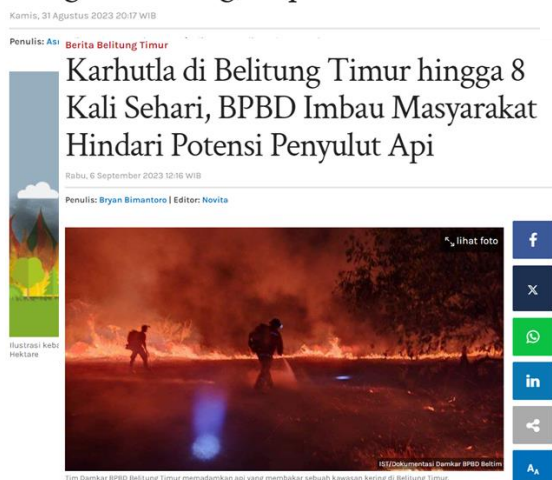 Kamis, 31 Agustus 2023 20:17 WIB
Penulis:
Berita Belitung Timur
Karhutla di Belitung Timur hingga 8
Kali Sehari, BPBD Imbau Masyarakat
Hindari Potensi Penyulut Api
Rabu, 6 September 2023 12:16 WIB
Penulis: Bryan Bimantoro | Editor: Novita
lihat foto
IST/Dokumentasi Damkar BPBD Beltim
Ilustrasi keba
Hektare
Tim Damkar BPBD Belitung Timur memadamkan api yang membakar sebuah kawasan kering di Belitung Timur.
f
X
in
AA